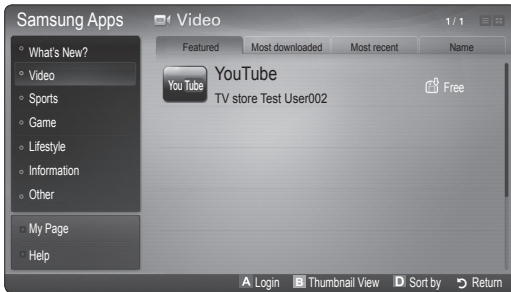 Samsung Apps
Video
1/1
What's New?
Video
Sports
Game
Lifestyle
Information
Other
My Page
Help
Featured
Most downloaded
Most recent
Name
You Tube
YouTube
TV store Test User002
Free
A Login
B Thumbnail View
D Sort by
Return